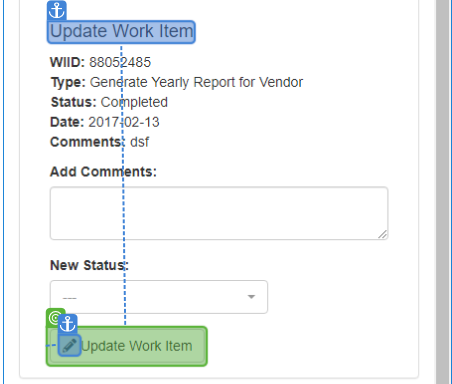 Update Work Item
WIID: 88052485
Type: Generate Yearly Report for Vendor
Status: Completed
Date: 2017-02-13
Comments: dsf
Add Comments:
New Status:
---
Update Work Item